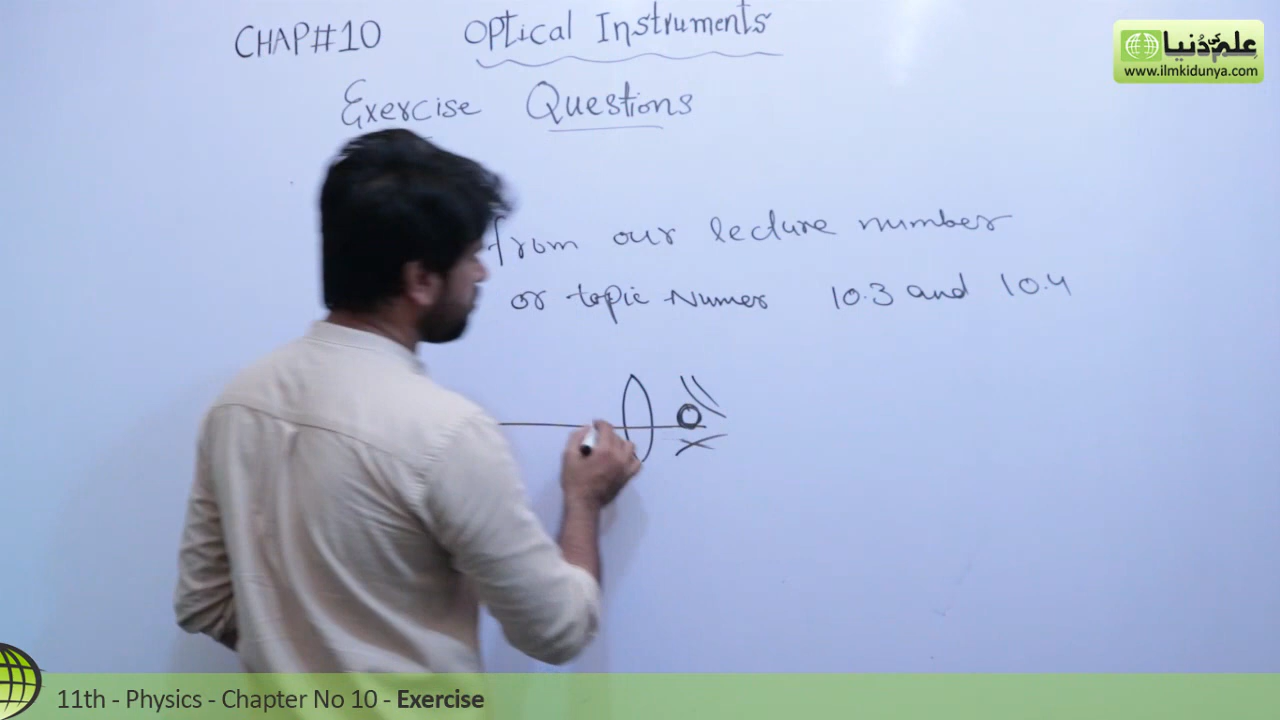 CHAP#10 Optical Instruments
Exercise Questions
from our lecture number
or topic Numer 10.3 and 10.4
علم کی دُنیا
www.ilmkidunya.com
11th - Physics - Chapter No 10 - Exercise